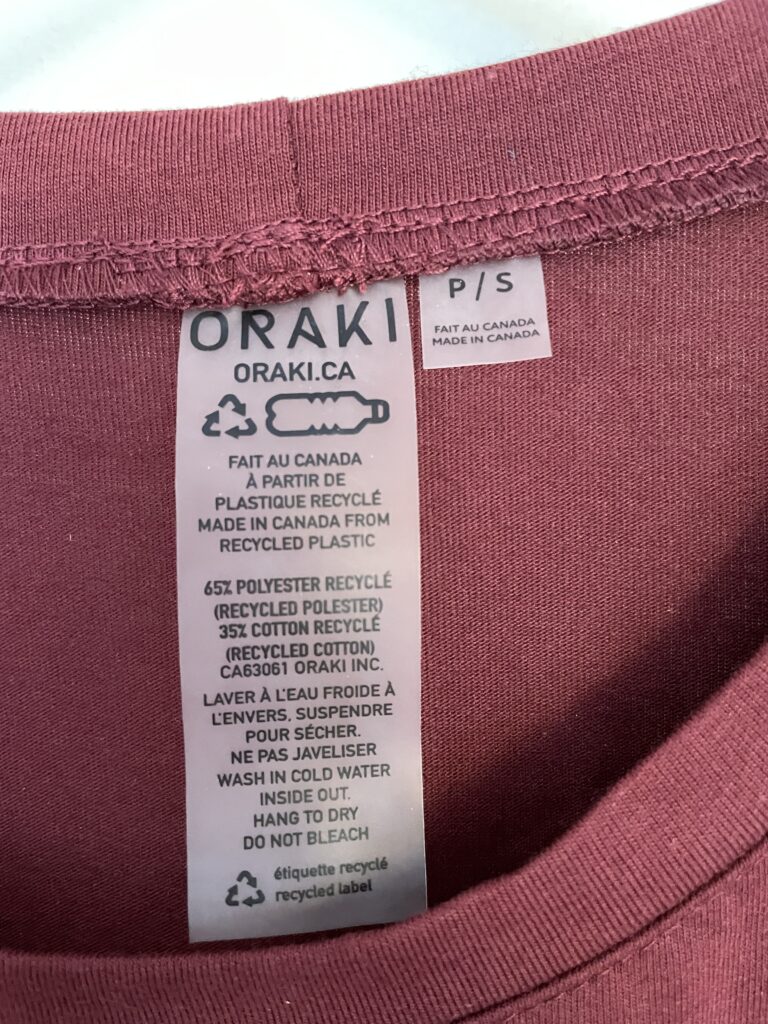 ORAKI
ORAKI.CA
FAIT AU CANADA
À PARTIR DE
PLASTIQUE RECYCLÉ
MADE IN CANADA FROM
RECYCLED PLASTIC
65% POLYESTER RECYCLÉ
(RECYCLED POLESTER)
35% COTTON RECYCLÉ
(RECYCLED COTTON)
CA63061 ORAKI INC.
LAVER À L'EAU FROIDE À
L'ENVERS, SUSPENDRE
POUR SÉCHER.
NE PAS JAVELISER
WASH IN COLD WATER
INSIDE OUT.
HANG TO DRY
DO NOT BLEACH
étiquette recyclé
recycled label
P / S
FAIT AU CANADA
MADE IN CANADA